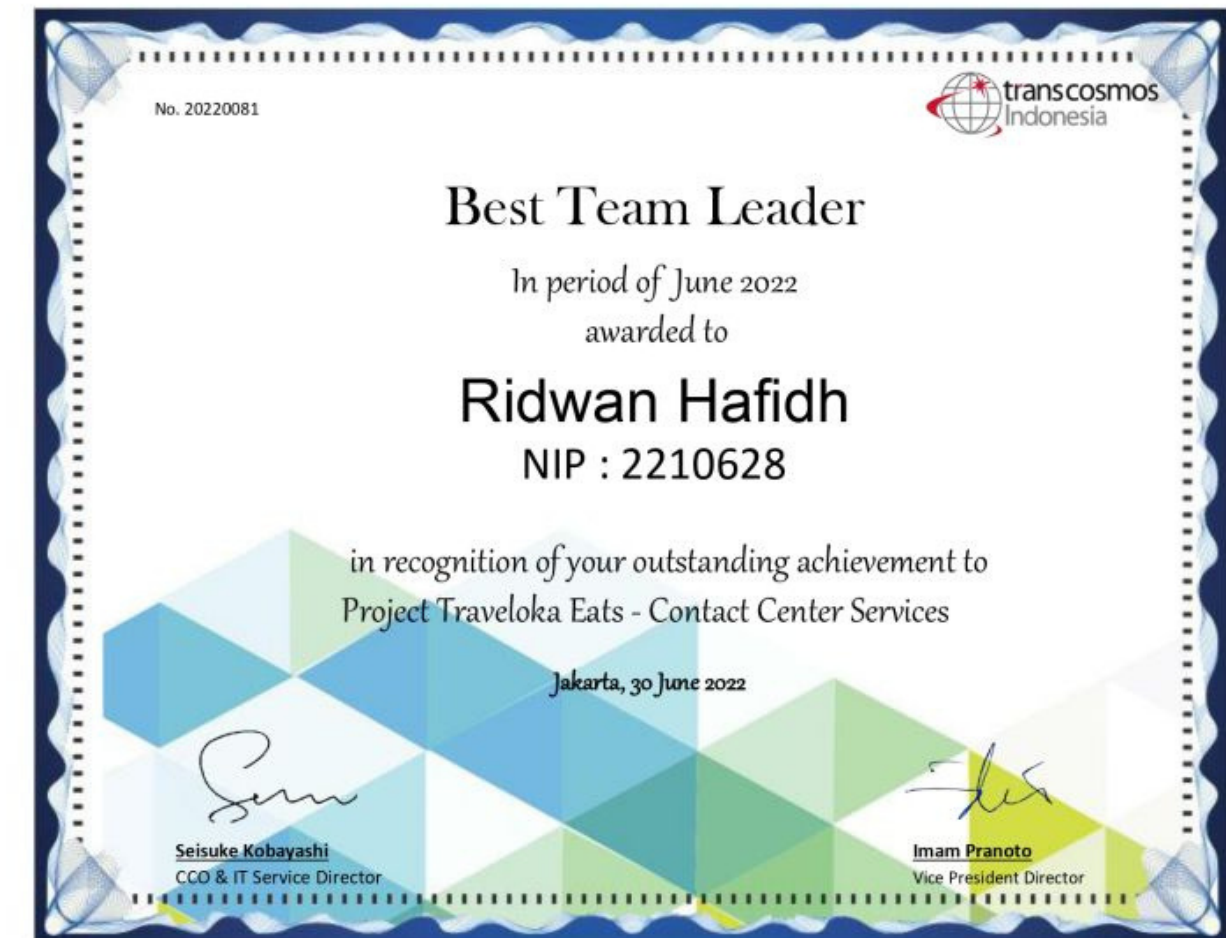 No. 20220081
transcosmos
Indonesia
Best Team Leader
In period of June 2022
awarded to
Ridwan Hafidh
NIP : 2210628
in recognition of your outstanding achievement to
Project Traveloka Eats - Contact Center Services
Jakarta, 30 June 2022
Seisuke Kobayashi
CCO & IT Service Director
Imam Pranoto
Vice President Director